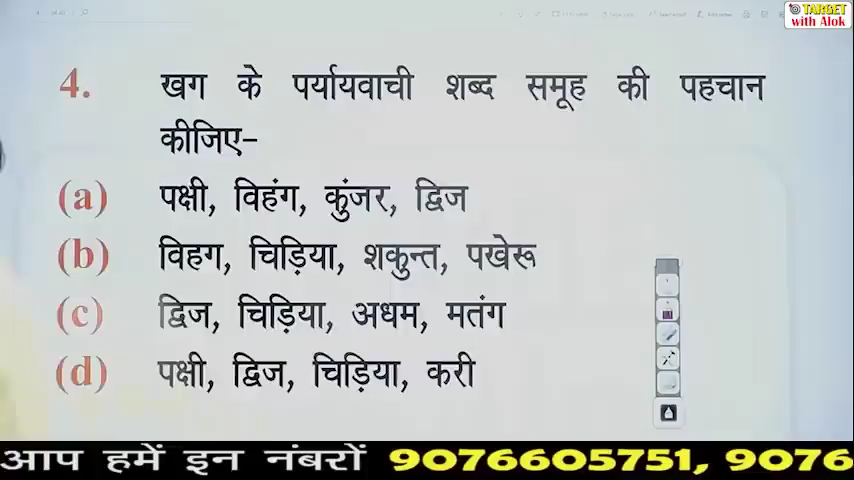 TARGET
with Alok
4. खग के पर्यायवाची शब्द समूह की पहचान
कीजिए-
(a) पक्षी, विहंग, कुंजर, द्विज
(b) विहग, चिड़िया, शकुन्त, पखेरू
(c) द्विज, चिड़िया, अधम, मतंग
(d) पक्षी, द्विज, चिड़िया, करी
आप हमें इन नंबरों 9076605751, 9076